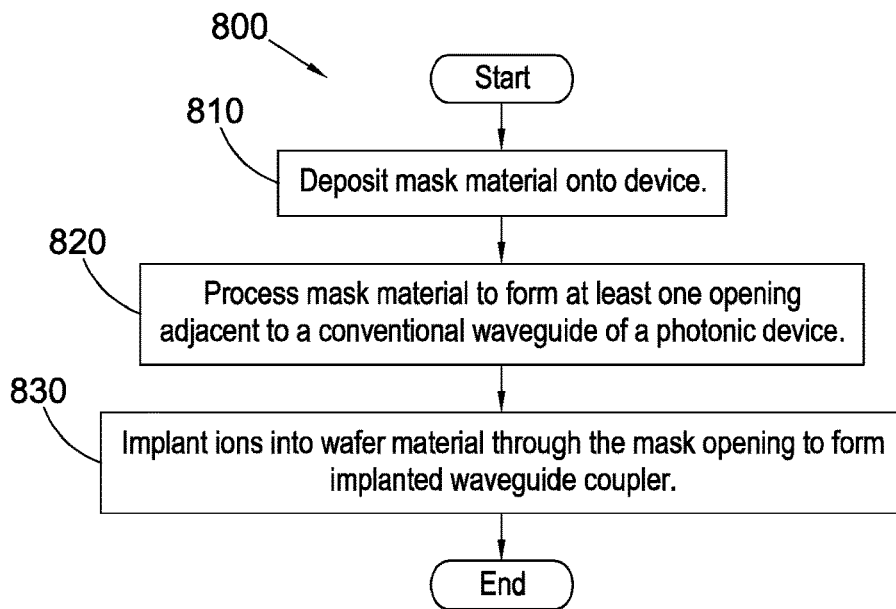 800
Start
810
Deposit mask material onto device.
820
Process mask material to form at least one opening
adjacent to a conventional waveguide of a photonic device.
830
Implant ions into wafer material through the mask opening to form
implanted waveguide coupler.
End